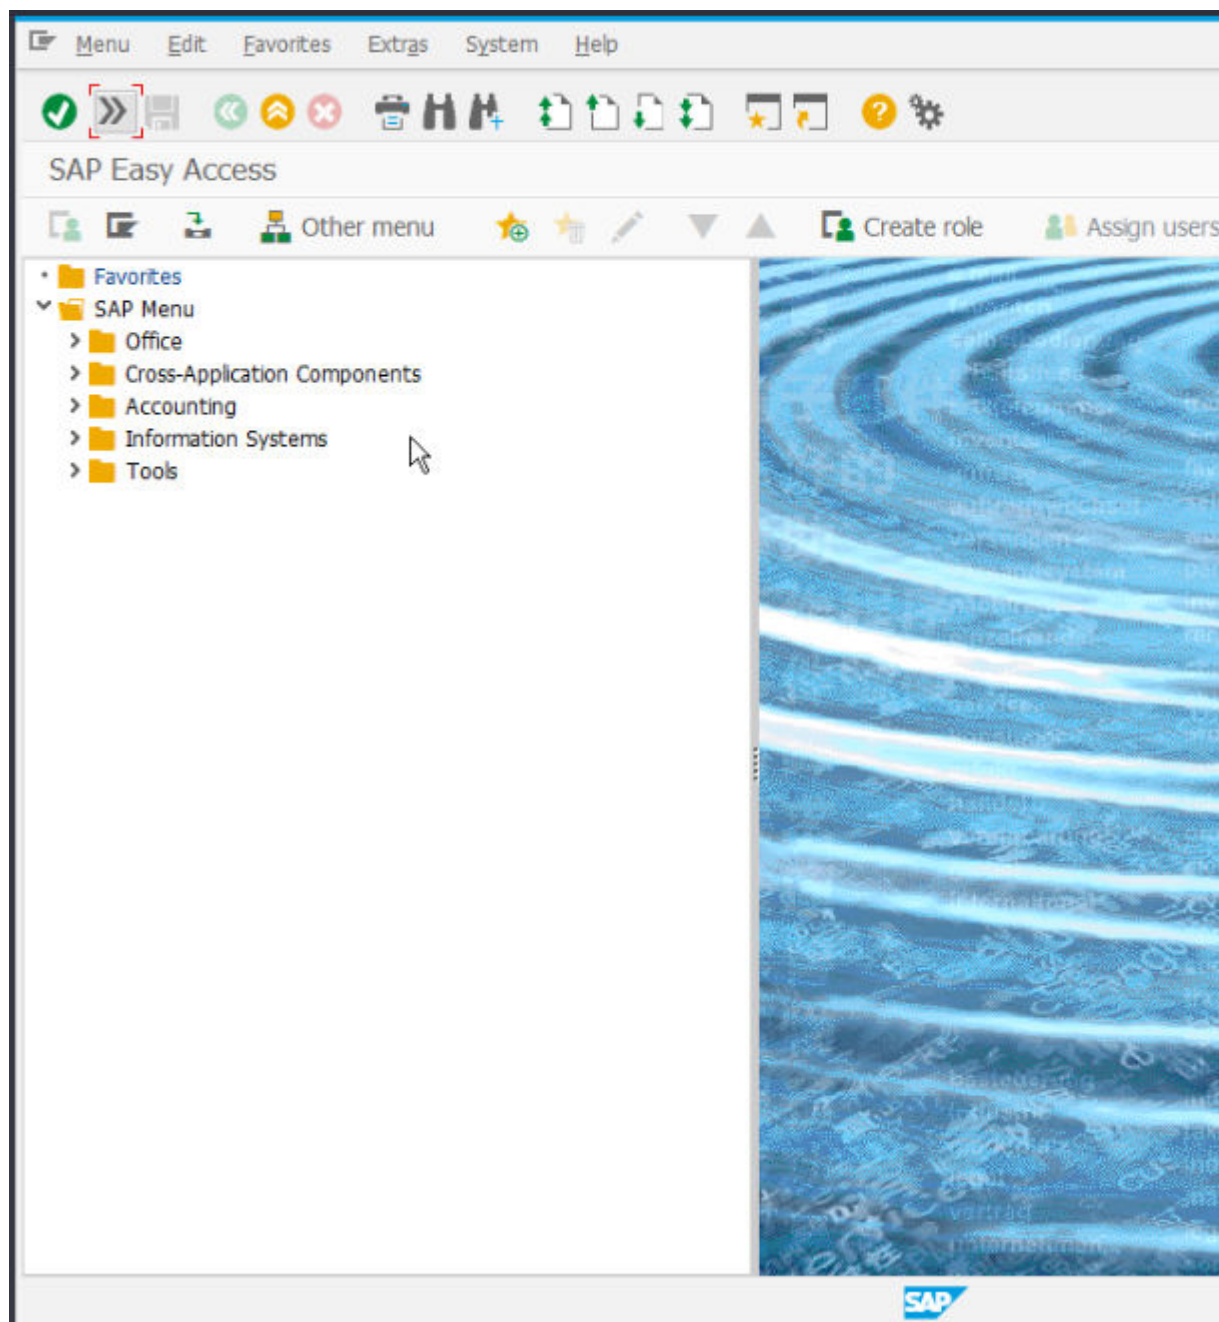 Menu Edit Favorites Extras System Help
SAP Easy Access
Other menu Create role Assign users
Favorites
SAP Menu
Office
Cross-Application Components
Accounting
Information Systems
Tools
SAP